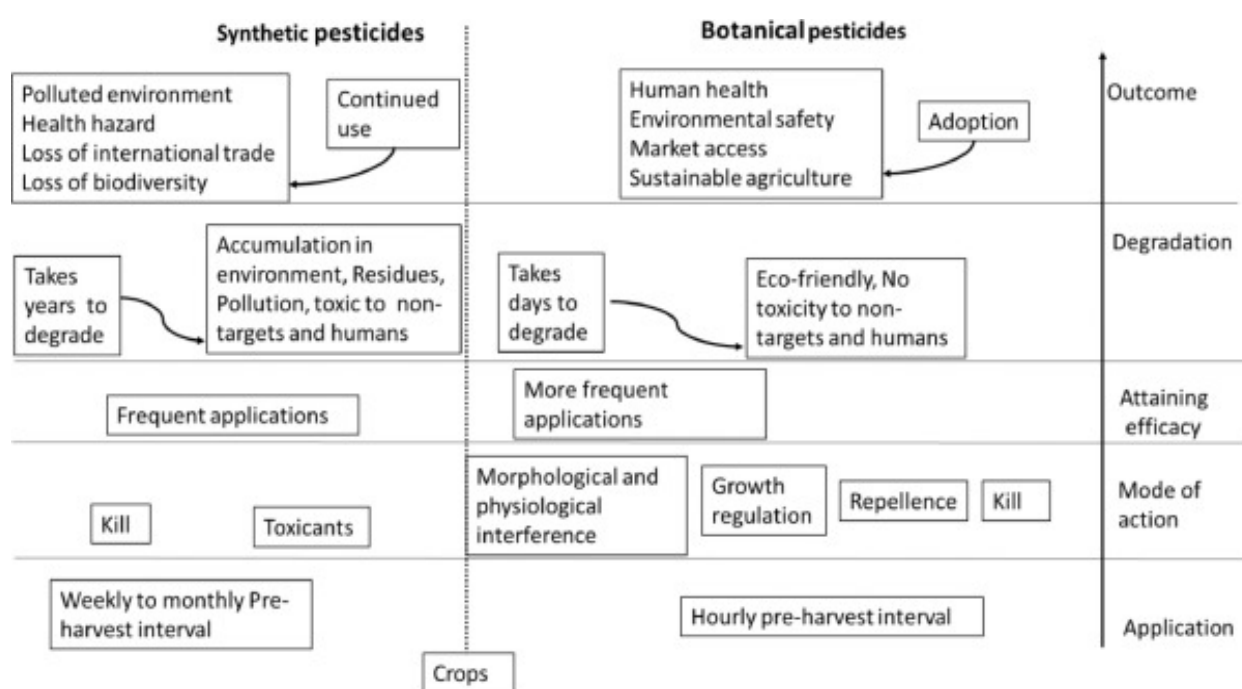 Synthetic pesticides
Botanical pesticides
Polluted environment
Health hazard
Loss of international trade
Loss of biodiversity
Continued
use
Human health
Environmental safety
Market access
Sustainable agriculture
Adoption
Outcome
Takes
years to
degrade
Accumulation in
environment, Residues,
Pollution, toxic to non-
targets and humans
Takes
days to
degrade
Eco-friendly, No
toxicity to non-
targets and humans
Degradation
Frequent applications
More frequent
applications
Attaining
efficacy
Kill
Toxicants
Morphological and
physiological
interference
Growth
regulation
Repellence
Kill
Mode of
action
Weekly to monthly Pre-
harvest interval
Hourly pre-harvest interval
Application
Crops